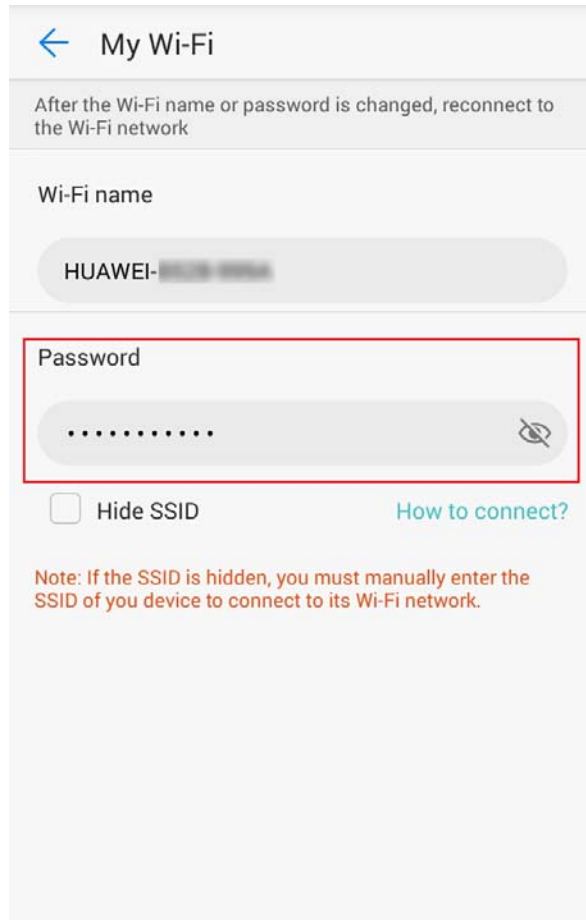 My Wi-Fi
After the Wi-Fi name or password is changed, reconnect to
the Wi-Fi network
Wi-Fi name
HUAWEI-
Password
Hide SSID
How to connect?
Note: If the SSID is hidden, you must manually enter the
SSID of you device to connect to its Wi-Fi network.